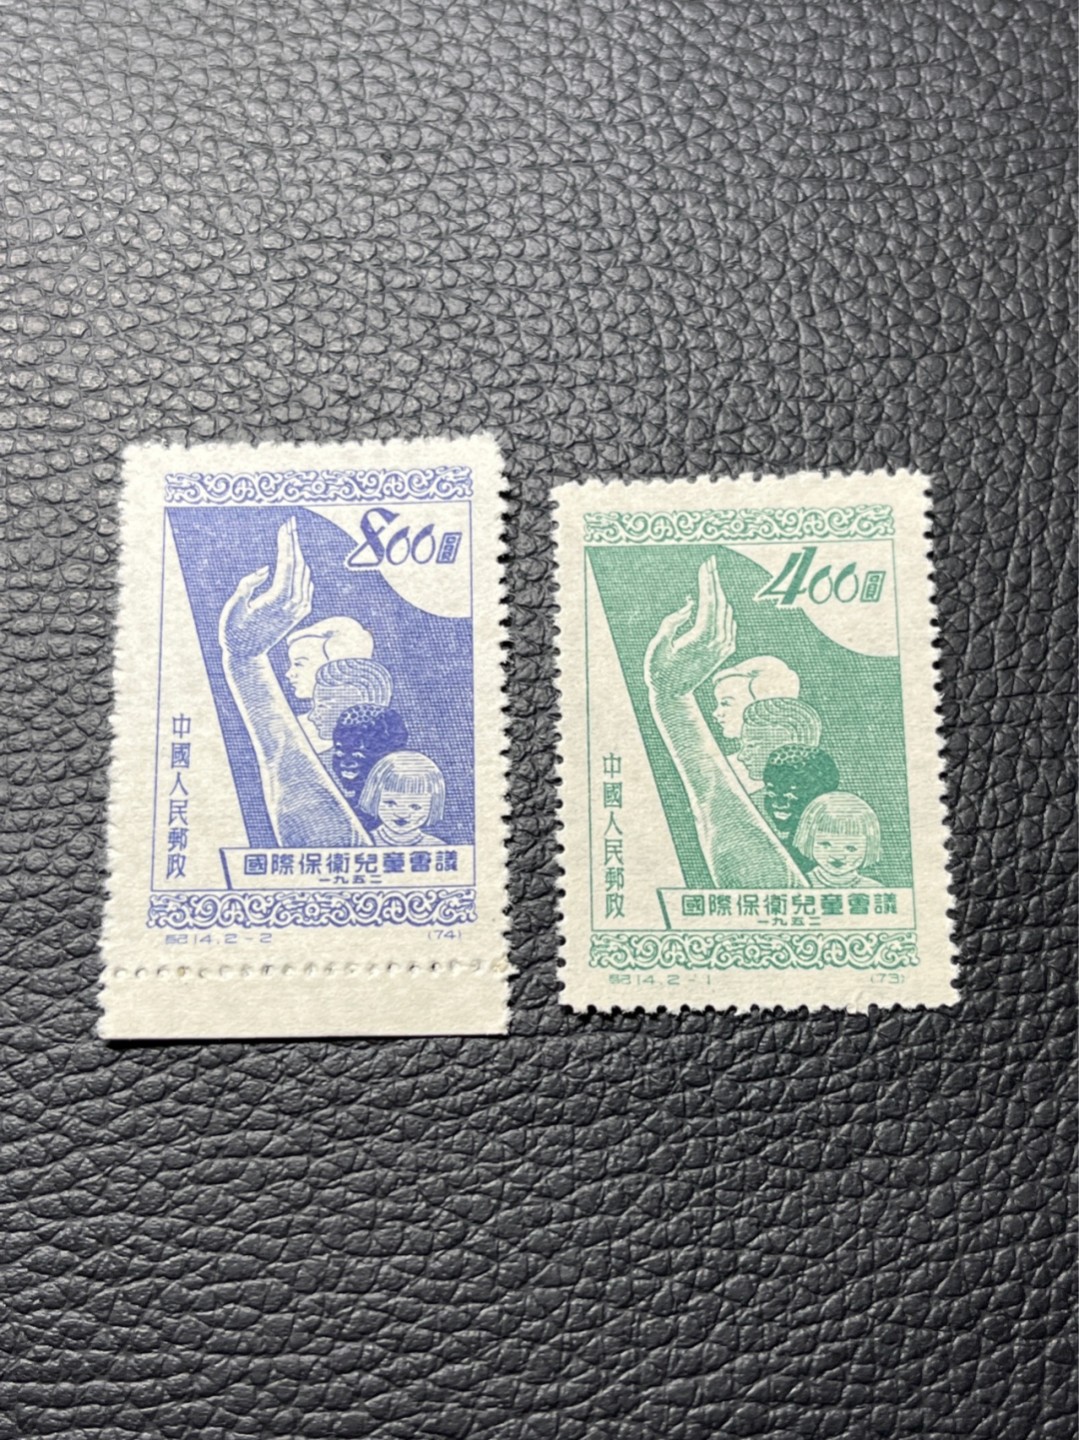 800圓
中國人民郵政
國際保衛兒童會議
一九五二
紀14.2-2
(74)
400圓
中國人民郵政
國際保衛兒童會議
一九五二
紀14.2-1
(73)